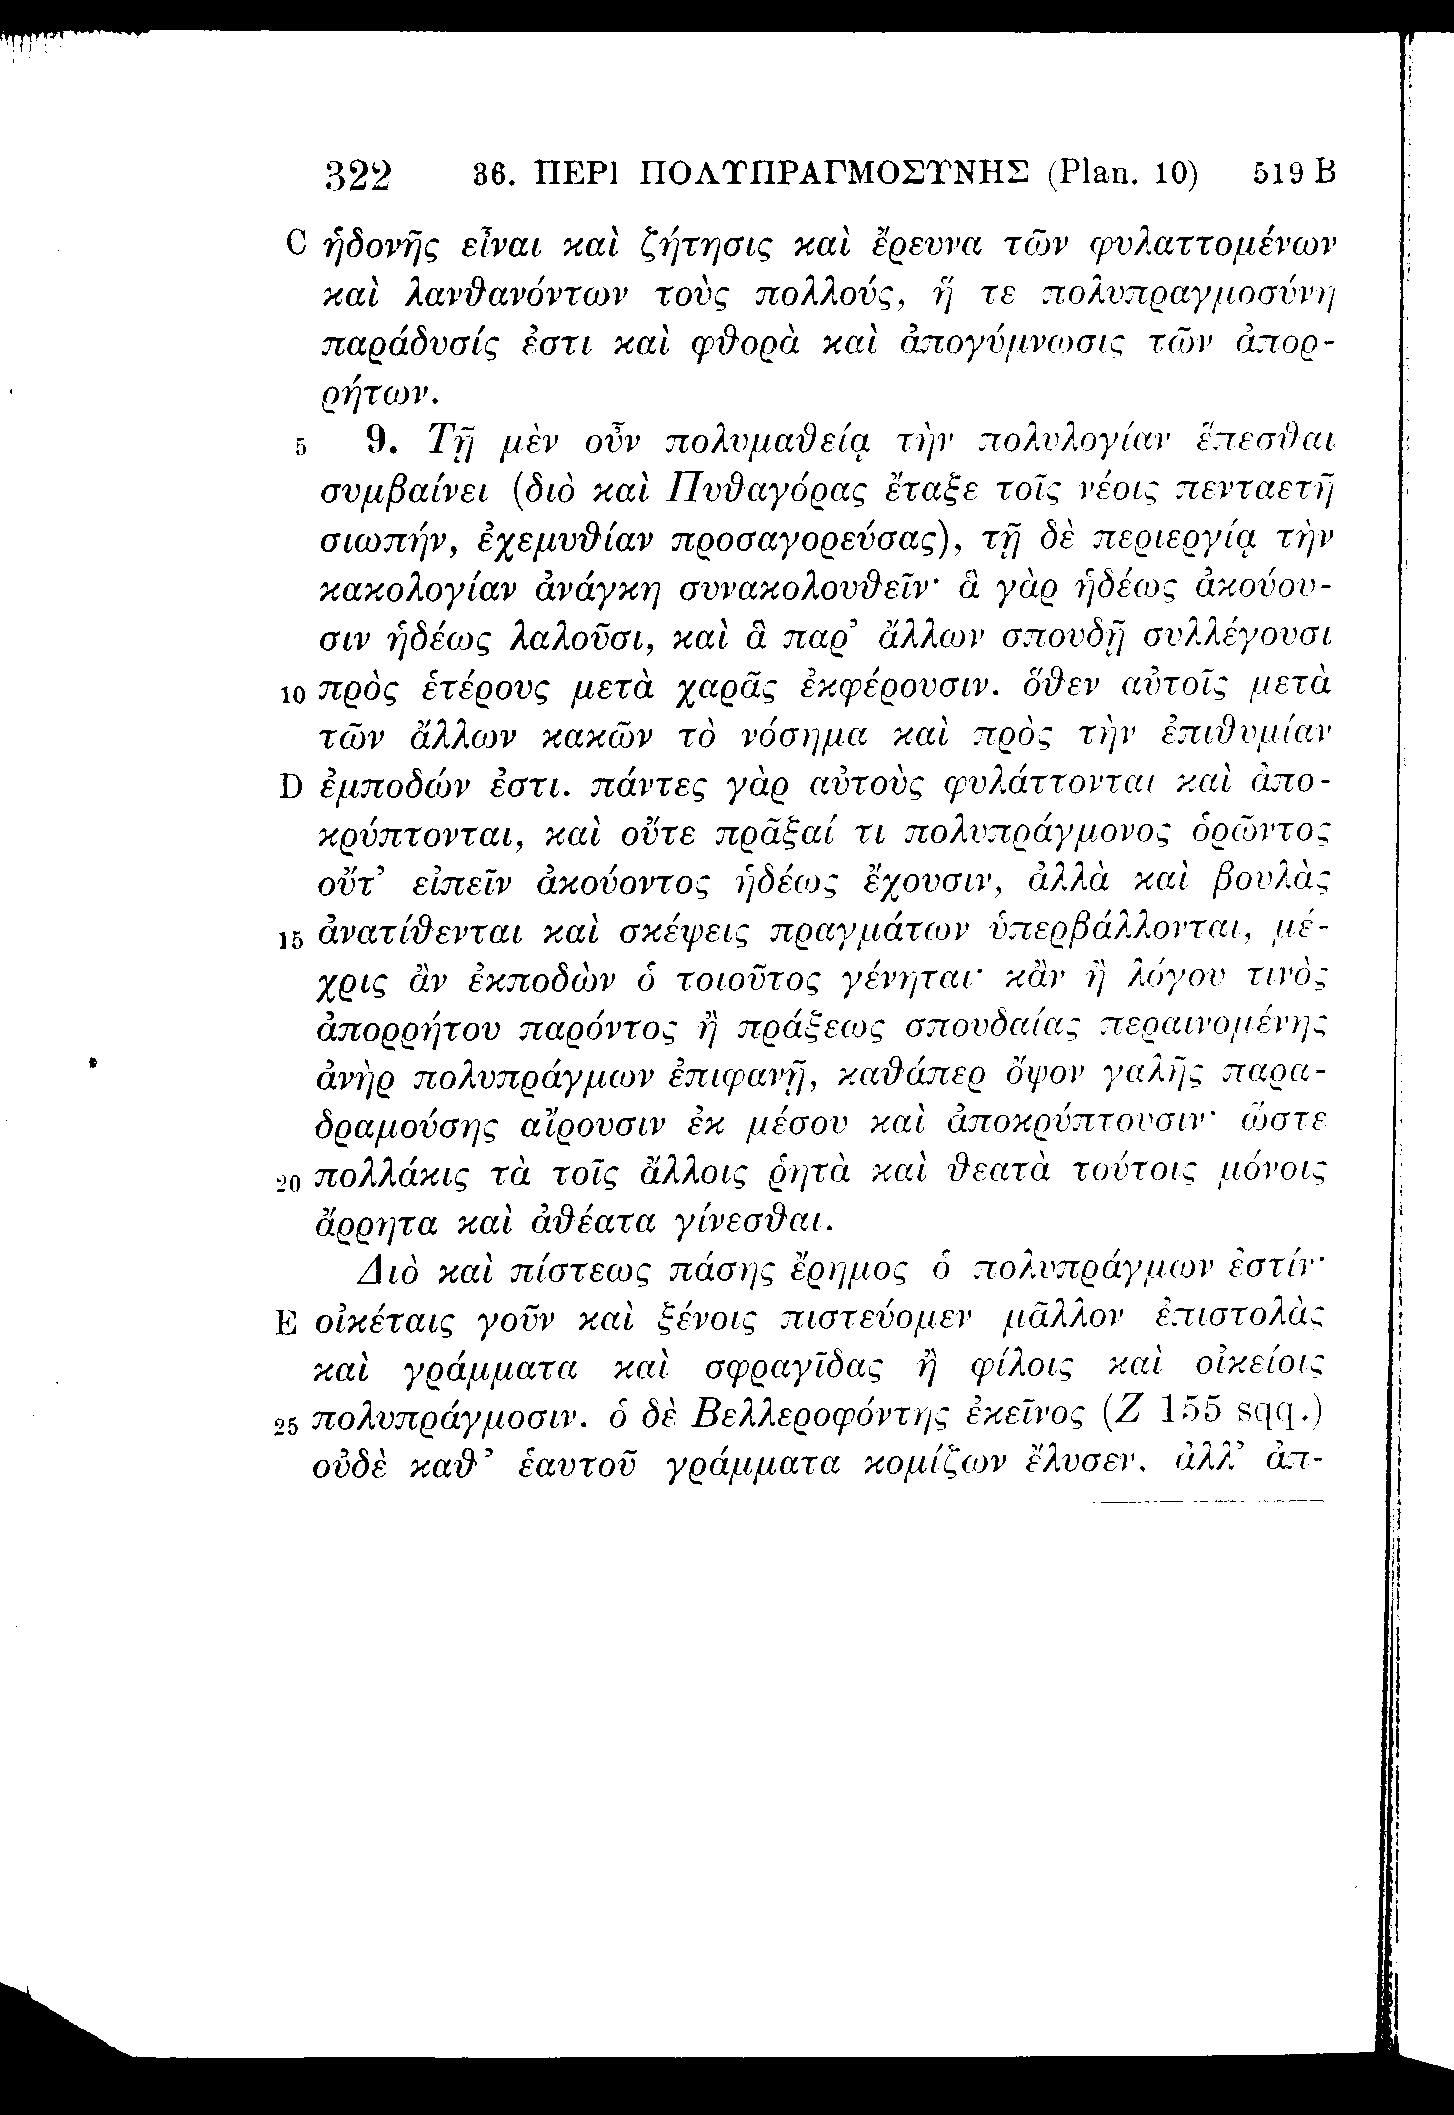 322 36. ΠΕΡΙ ΠΟΛΥΠΡΑΓΜΟΣΥΝΗΣ (Plan. 10) 519 B
C ἡδονῆς εἶναι καὶ ζήτησις καὶ ἔρευνα τῶν φυλαττομένων
καὶ λανθανόντων τοὺς πολλούς, ἥ τε πολυπραγμοσύνη
παράδυσίς ἐστι καὶ φθορὰ καὶ ἀπογύμνωσις τῶν ἀπορ-
ρήτων.
5 9. Τῇ μὲν οὖν πολυμαθείᾳ τὴν πολυλογίαν ἕπεσθαι
συμβαίνει (διὸ καὶ Πυθαγόρας ἔταξε τοῖς νέοις πενταετῆ
σιωπήν, ἐχεμυθίαν προσαγορεύσας), τῇ δὲ περιεργίᾳ τὴν
κακολογίαν ἀνάγκη συνακολουθεῖν· ἃ γὰρ ἡδέως ἀκούου-
σιν ἡδέως λαλοῦσι, καὶ ἃ παρ’ ἄλλων σπουδῇ συλλέγουσι
10 πρὸς ἑτέρους μετὰ χαρᾶς ἐκφέρουσιν. ὅθεν αὐτοῖς μετὰ
τῶν ἄλλων κακῶν τὸ νόσημα καὶ πρὸς τὴν ἐπιθυμίαν
D ἐμποδών ἐστι. πάντες γὰρ αὐτοὺς φυλάττονται καὶ ἀπο-
κρύπτονται, καὶ οὔτε πρᾶξαί τι πολυπράγμονος ὁρῶντος
οὔτ’ εἰπεῖν ἀκούοντος ἡδέως ἔχουσιν, ἀλλὰ καὶ βουλὰς
15 ἀνατίθενται καὶ σκέψεις πραγμάτων ὑπερβάλλονται, μέ-
χρις ἂν ἐκποδὼν ὁ τοιοῦτος γένηται· κἂν ἢ λόγου τινὸς
ἀπορρήτου παρόντος ἢ πράξεως σπουδαίας περαινομένης
ἀνὴρ πολυπράγμων ἐπιφανῇ, καθάπερ ὄψον γαλῆς παρα-
δραμούσης αἴρουσιν ἐκ μέσου καὶ ἀποκρύπτουσιν· ὥστε
20 πολλάκις τὰ τοῖς ἄλλοις ῥητὰ καὶ θεατὰ τούτοις μόνοις
ἄρρητα καὶ ἀθέατα γίνεσθαι.
Διὸ καὶ πίστεως πάσης ἔρημος ὁ πολυπράγμων ἐστίν·
E οἰκέταις γοῦν καὶ ξένοις πιστεύομεν μᾶλλον ἐπιστολὰς
καὶ γράμματα καὶ σφραγῖδας ἢ φίλοις καὶ οἰκείοις
25 πολυπράγμοσιν. ὁ δὲ Βελλεροφόντης ἐκεῖνος (Ζ 155 sqq.)
οὐδὲ καθ’ ἑαυτοῦ γράμματα κομίζων ἔλυσεν, ἀλλ’ ἀπ-